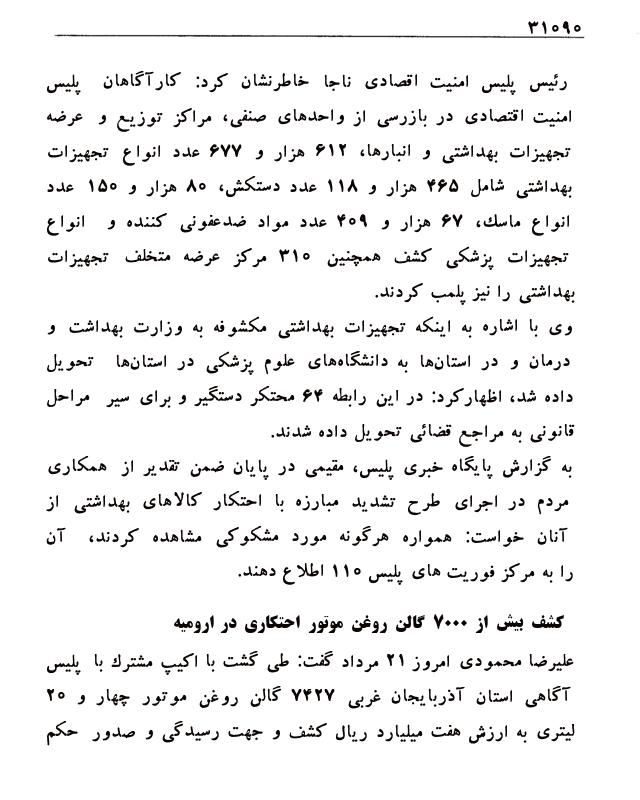 ۳۱۰۹۰
رئیس پلیس امنیت اقصادی ناجا خاطرنشان کرد: کارآگاهان پلیس
امنیت اقتصادی در بازرسی از واحدهای صنفی، مراکز توزیع و عرضه
تجهیزات بهداشتی و انبارها، ۶۱۲ هزار و ۶۷۷ عدد انواع تجهیزات
بهداشتی شامل ۴۶۵ هزار و ۱۱۸ عدد دستکش، ۸۰ هزار و ۱۵۰ عدد
انواع ماسك، ۶۷ هزار و ۴۰۹ عدد مواد ضدعفونی کننده و انواع
تجهیزات پزشکی کشف همچنین ۳۱۰ مرکز عرضه متخلف تجهیزات
بهداشتی را نیز پلمب کردند.
وی با اشاره به اینکه تجهیزات بهداشتی مکشوفه به وزارت بهداشت و
درمان و در استان‌ها به دانشگاه‌های علوم پزشکی در استان‌ها تحویل
داده شد، اظهارکرد: در این رابطه ۶۴ محتکر دستگیر و برای سیر مراحل
قانونی به مراجع قضائی تحویل داده شدند.
به گزارش پایگاه خبری پلیس، مقیمی در پایان ضمن تقدیر از همکاری
مردم در اجرای طرح تشدید مبارزه با احتکار کالاهای بهداشتی از
آنان خواست: همواره هرگونه مورد مشکوکی مشاهده کردند، آن
را به مرکز فوریت های پلیس ۱۱۰ اطلاع دهند.
کشف بیش از ۷۰۰۰ گالن روغن موتور احتکاری در ارومیه
علیرضا محمودی امروز ۲۱ مرداد گفت: طی گشت با اکیپ مشترك با پلیس
آگاهی استان آذربایجان غربی ۷۴۲۷ گالن روغن موتور چهار و ۲۰
لیتری به ارزش هفت میلیارد ریال کشف و جهت رسیدگی و صدور حکم